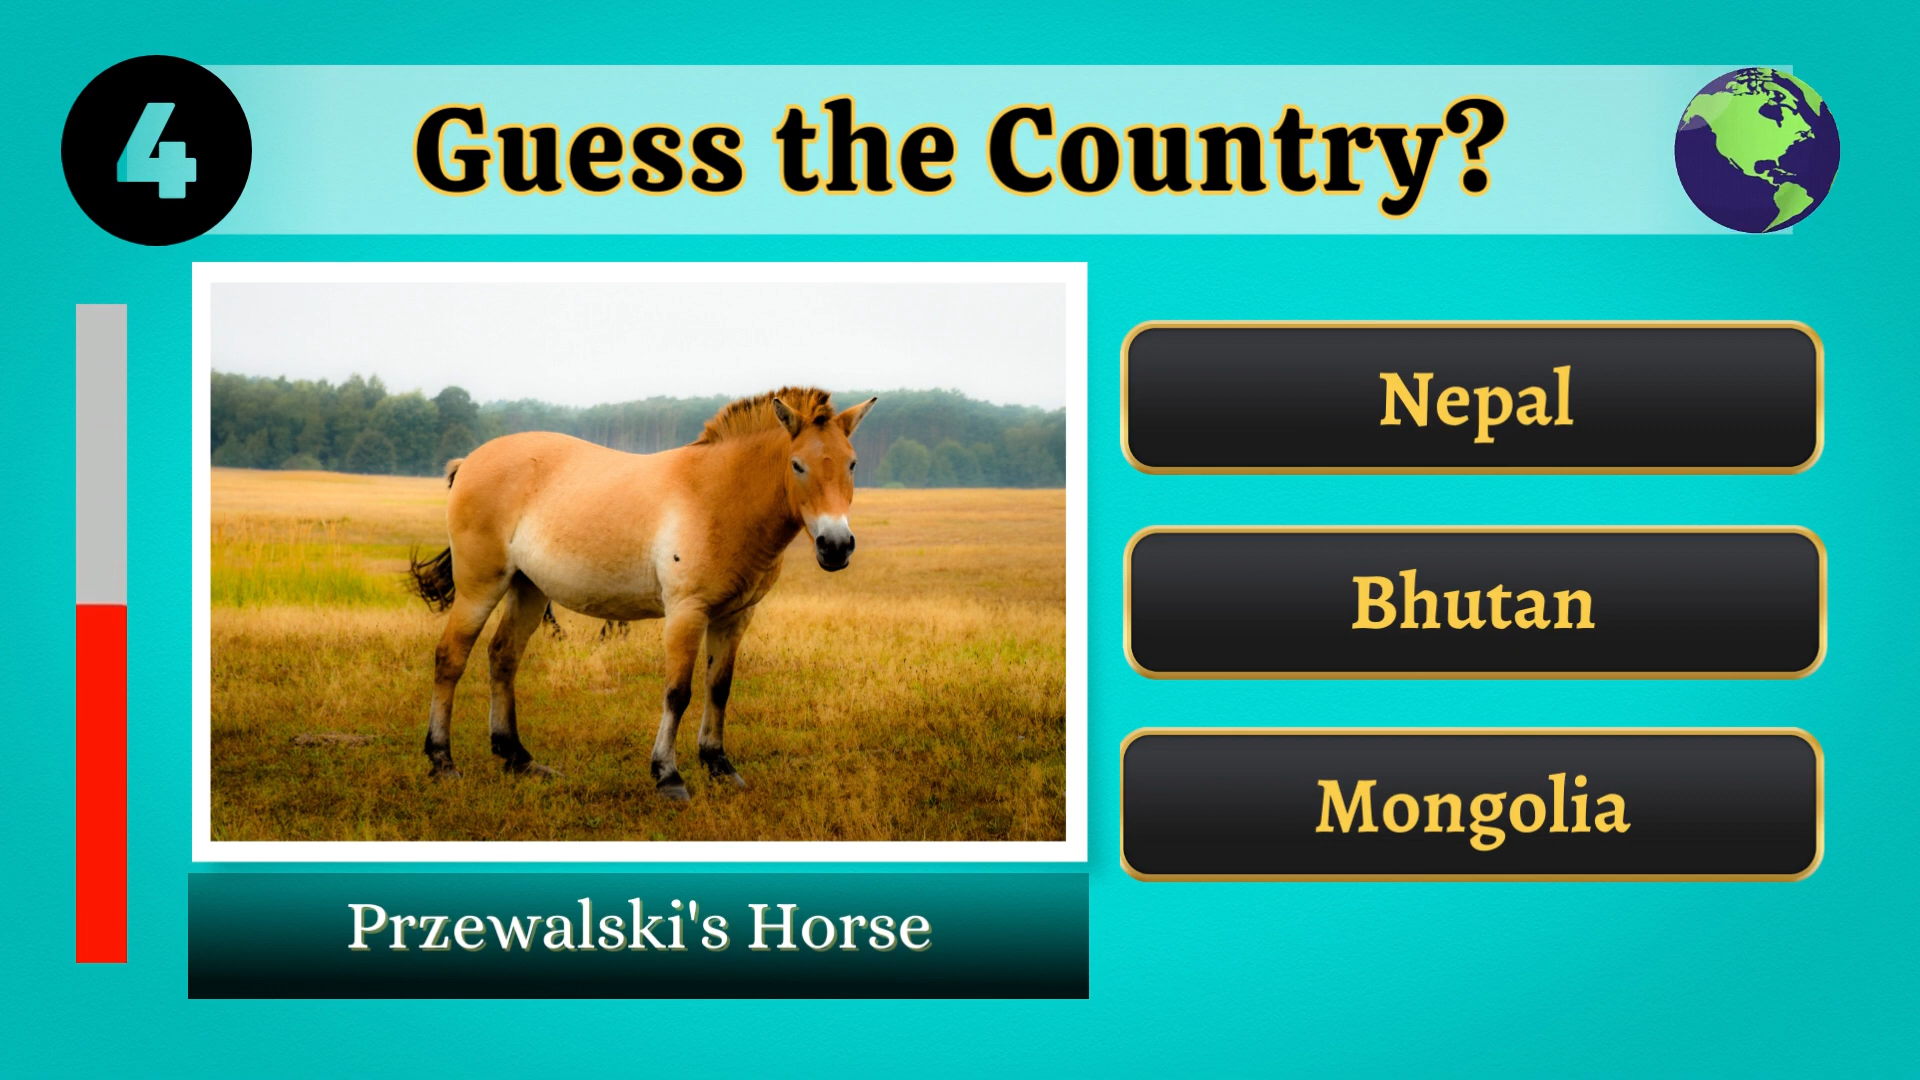 4
Guess the Country?
Nepal
Bhutan
Mongolia
Przewalski's Horse